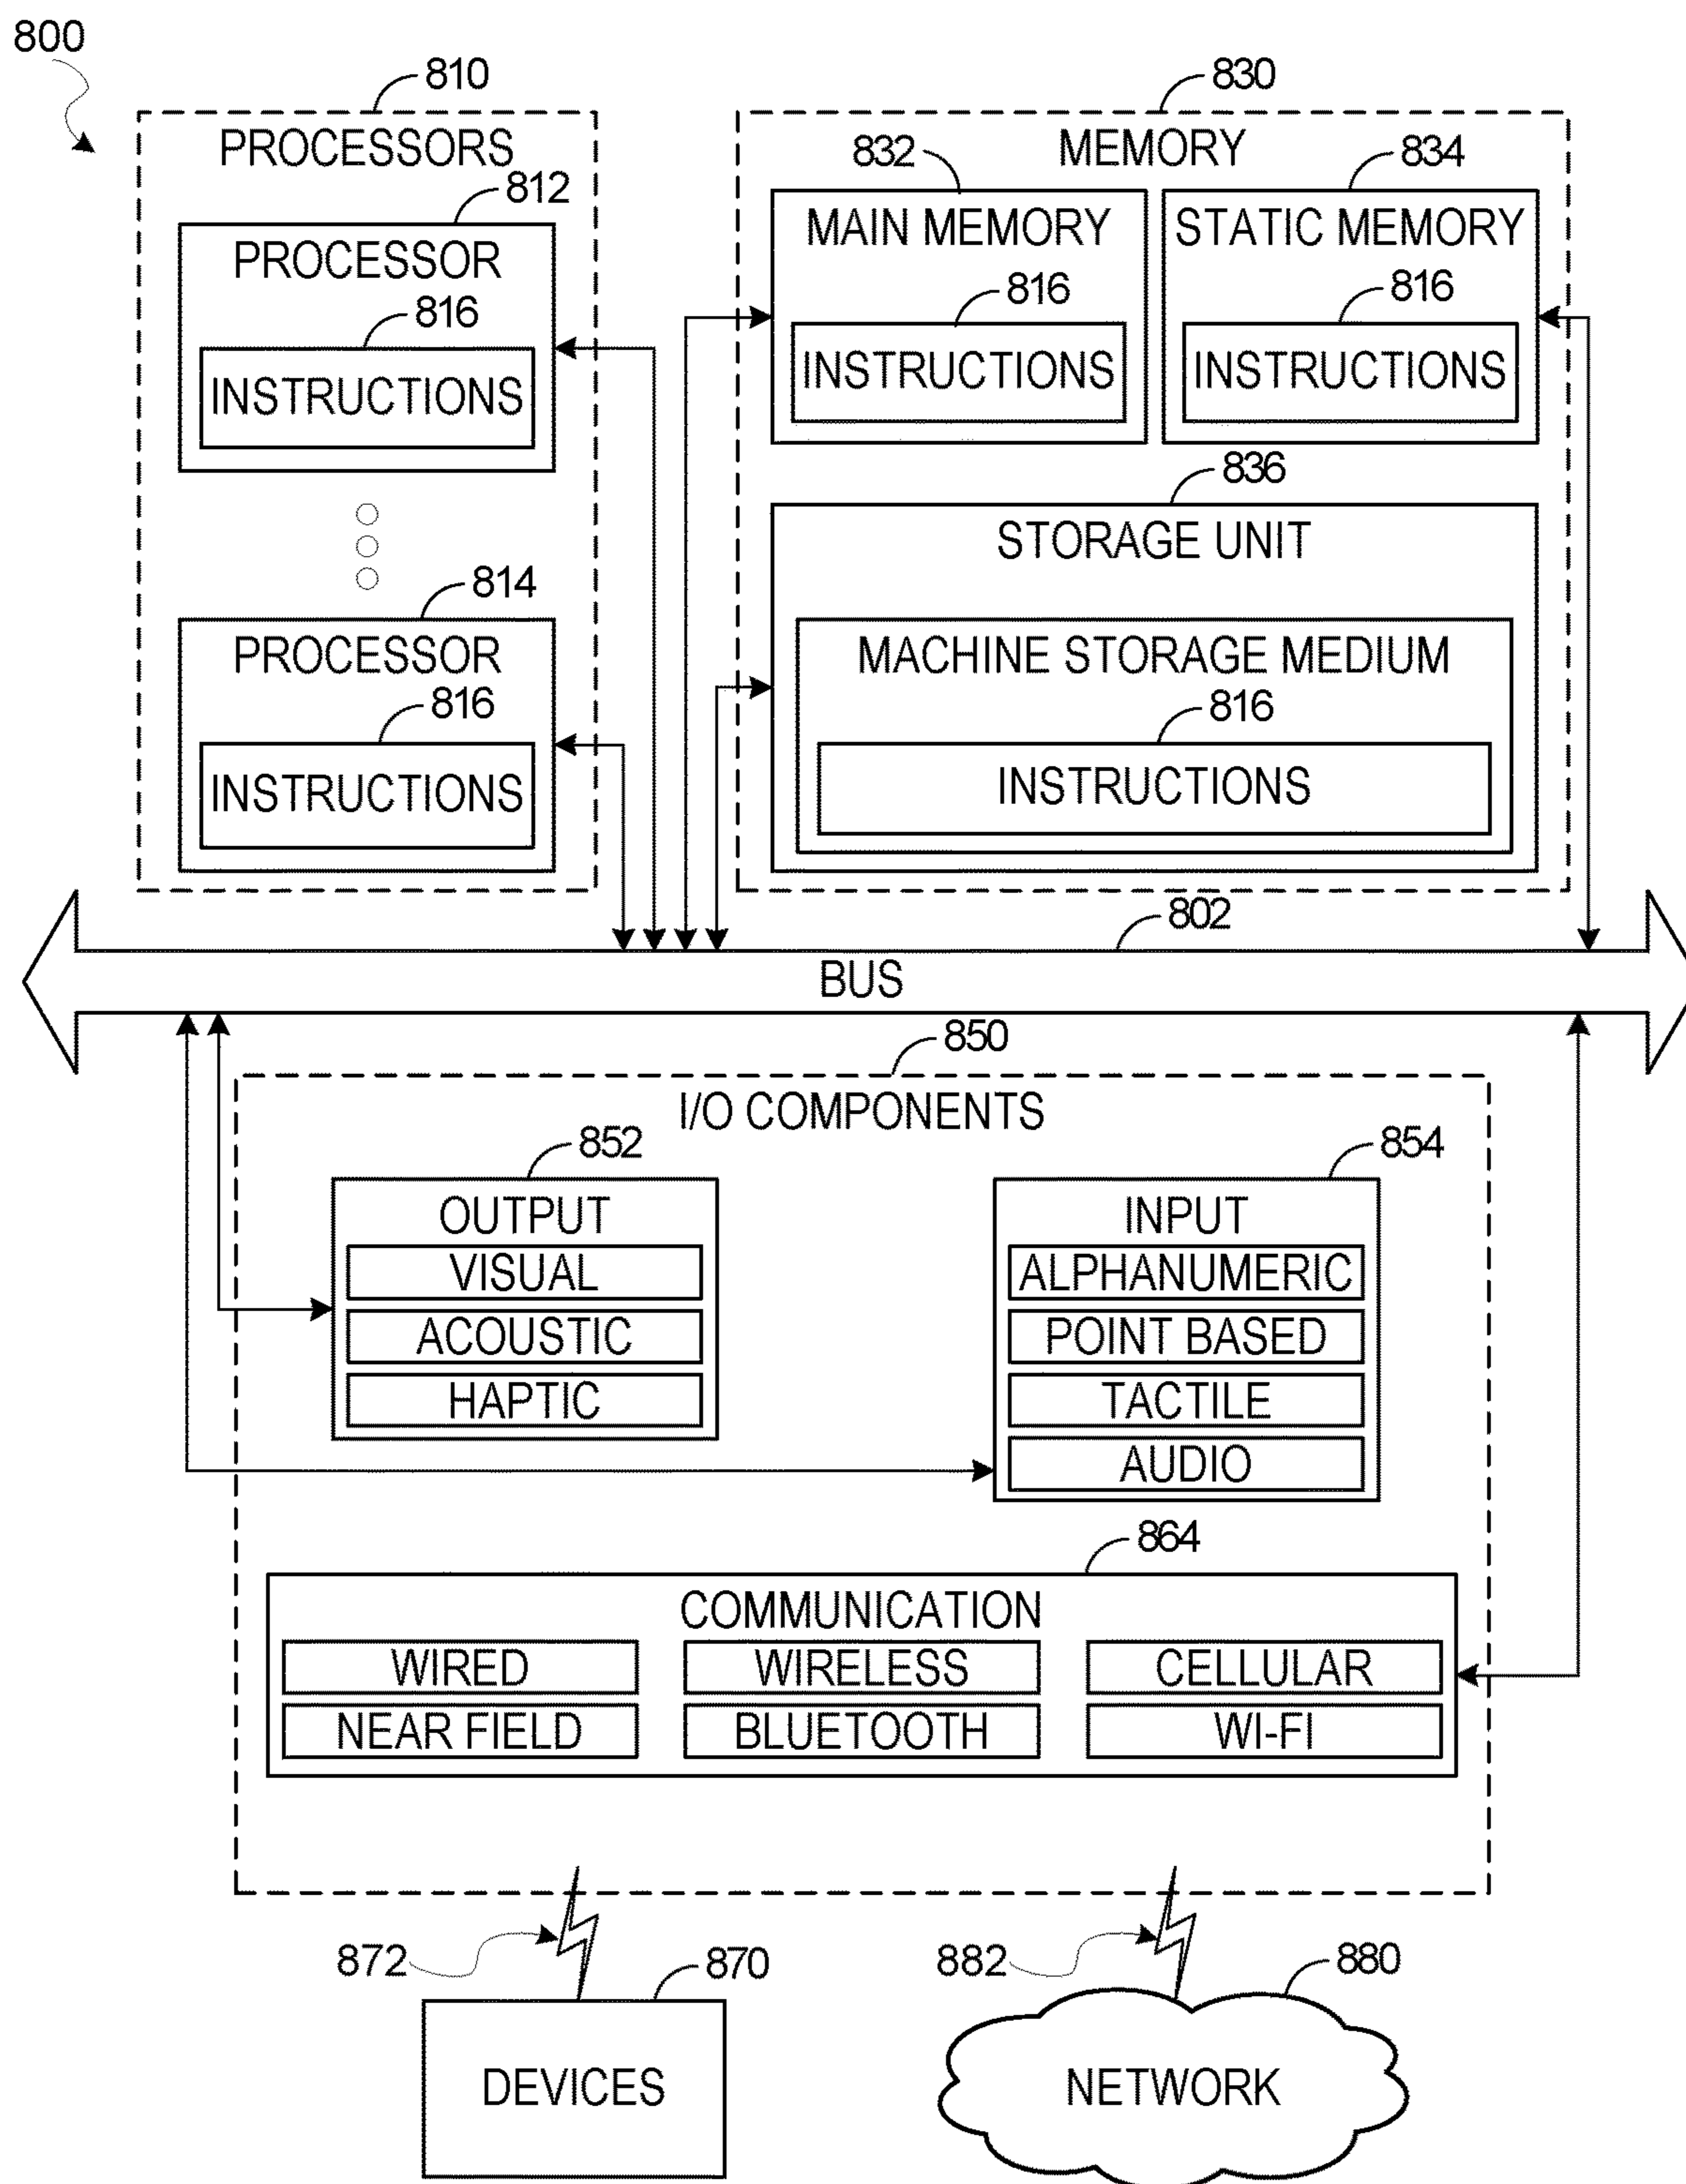 800
810
PROCESSORS
812
PROCESSOR
816
INSTRUCTIONS
814
PROCESSOR
816
INSTRUCTIONS
830
MEMORY
832
MAIN MEMORY
816
INSTRUCTIONS
834
STATIC MEMORY
816
INSTRUCTIONS
836
STORAGE UNIT
MACHINE STORAGE MEDIUM
816
INSTRUCTIONS
802
BUS
850
I/O COMPONENTS
852
OUTPUT
VISUAL
ACOUSTIC
HAPTIC
854
INPUT
ALPHANUMERIC
POINT BASED
TACTILE
AUDIO
864
COMMUNICATION
WIRED
WIRELESS
CELLULAR
NEAR FIELD
BLUETOOTH
WI-FI
872
870
DEVICES
882
880
NETWORK